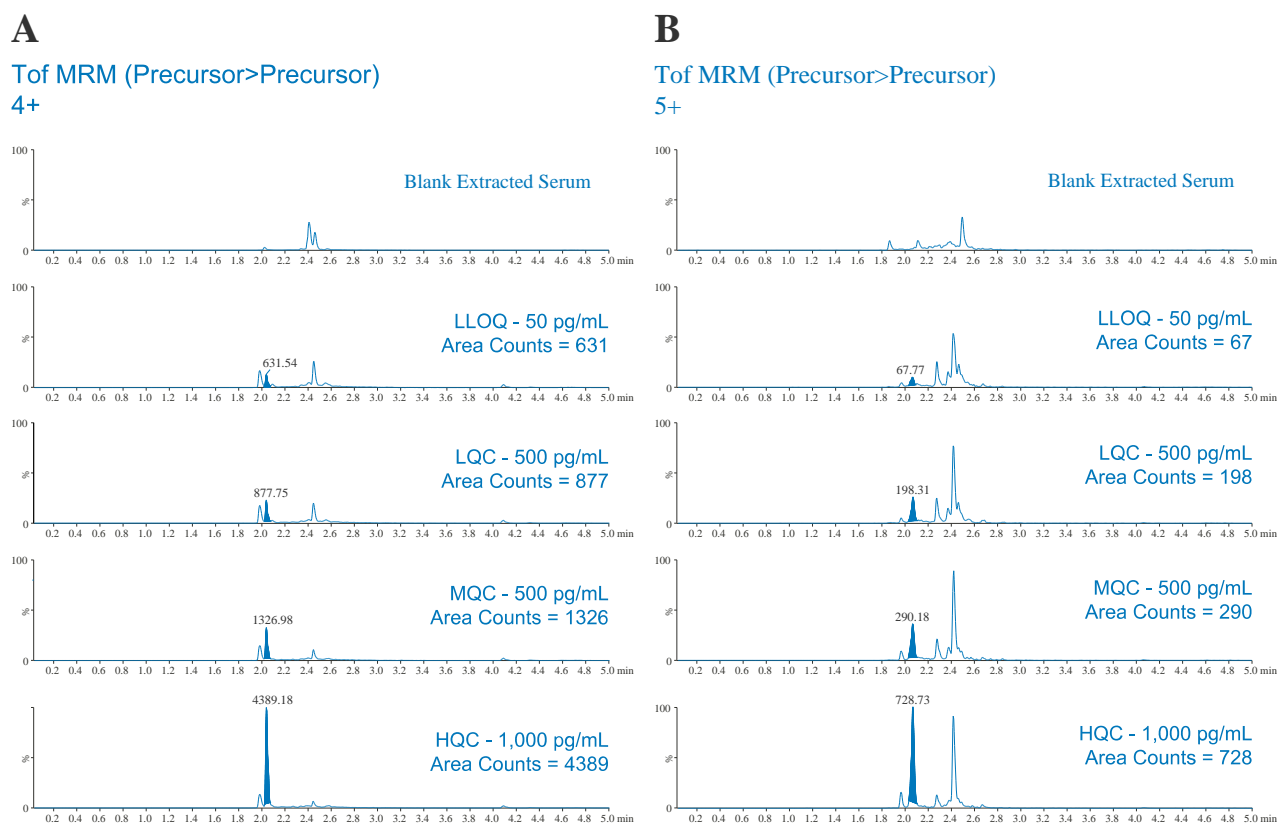 A
Tof MRM (Precursor>Precursor)
4+
100
%
0
Blank Extracted Serum
0.2 0.4 0.6 0.8 1.0 1.2 1.4 1.6 1.8 2.0 2.2 2.4 2.6 2.8 3.0 3.2 3.4 3.6 3.8 4.0 4.2 4.4 4.6 4.8 5.0 min
100
%
0
LLOQ - 50 pg/mL
Area Counts = 631
631.54
0.2 0.4 0.6 0.8 1.0 1.2 1.4 1.6 1.8 2.0 2.2 2.4 2.6 2.8 3.0 3.2 3.4 3.6 3.8 4.0 4.2 4.4 4.6 4.8 5.0 min
100
%
0
LQC - 500 pg/mL
Area Counts = 877
877.75
0.2 0.4 0.6 0.8 1.0 1.2 1.4 1.6 1.8 2.0 2.2 2.4 2.6 2.8 3.0 3.2 3.4 3.6 3.8 4.0 4.2 4.4 4.6 4.8 5.0 min
100
%
0
MQC - 500 pg/mL
Area Counts = 1326
1326.98
0.2 0.4 0.6 0.8 1.0 1.2 1.4 1.6 1.8 2.0 2.2 2.4 2.6 2.8 3.0 3.2 3.4 3.6 3.8 4.0 4.2 4.4 4.6 4.8 5.0 min
4389.18
100
%
0
HQC - 1,000 pg/mL
Area Counts = 4389
0.2 0.4 0.6 0.8 1.0 1.2 1.4 1.6 1.8 2.0 2.2 2.4 2.6 2.8 3.0 3.2 3.4 3.6 3.8 4.0 4.2 4.4 4.6 4.8 5.0 min
B
Tof MRM (Precursor>Precursor)
5+
100
%
0
Blank Extracted Serum
0.2 0.4 0.6 0.8 1.0 1.2 1.4 1.6 1.8 2.0 2.2 2.4 2.6 2.8 3.0 3.2 3.4 3.6 3.8 4.0 4.2 4.4 4.6 4.8 5.0 min
100
%
0
LLOQ - 50 pg/mL
Area Counts = 67
67.77
0.2 0.4 0.6 0.8 1.0 1.2 1.4 1.6 1.8 2.0 2.2 2.4 2.6 2.8 3.0 3.2 3.4 3.6 3.8 4.0 4.2 4.4 4.6 4.8 5.0 min
100
%
0
LQC - 500 pg/mL
Area Counts = 198
198.31
0.2 0.4 0.6 0.8 1.0 1.2 1.4 1.6 1.8 2.0 2.2 2.4 2.6 2.8 3.0 3.2 3.4 3.6 3.8 4.0 4.2 4.4 4.6 4.8 5.0 min
100
%
0
MQC - 500 pg/mL
Area Counts = 290
290.18
0.2 0.4 0.6 0.8 1.0 1.2 1.4 1.6 1.8 2.0 2.2 2.4 2.6 2.8 3.0 3.2 3.4 3.6 3.8 4.0 4.2 4.4 4.6 4.8 5.0 min
728.73
100
%
0
HQC - 1,000 pg/mL
Area Counts = 728
0.2 0.4 0.6 0.8 1.0 1.2 1.4 1.6 1.8 2.0 2.2 2.4 2.6 2.8 3.0 3.2 3.4 3.6 3.8 4.0 4.2 4.4 4.6 4.8 5.0 min